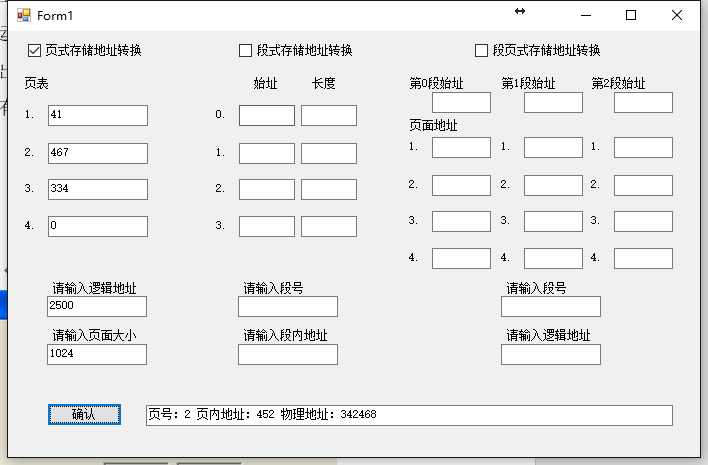 Form1
页式存储地址转换 段式存储地址转换 段页式存储地址转换
页表 始址 长度 第0段始址 第1段始址 第2段始址
页面地址
1. 41 0. 1. 1. 1.
2. 467 1. 2. 2. 2.
3. 334 2. 3. 3. 3.
4. 0 3. 4. 4. 4.
请输入逻辑地址 请输入段号 请输入段号
2500
请输入页面大小 请输入段内地址 请输入逻辑地址
1024
确认 页号: 2 页内地址: 452 物理地址: 342468